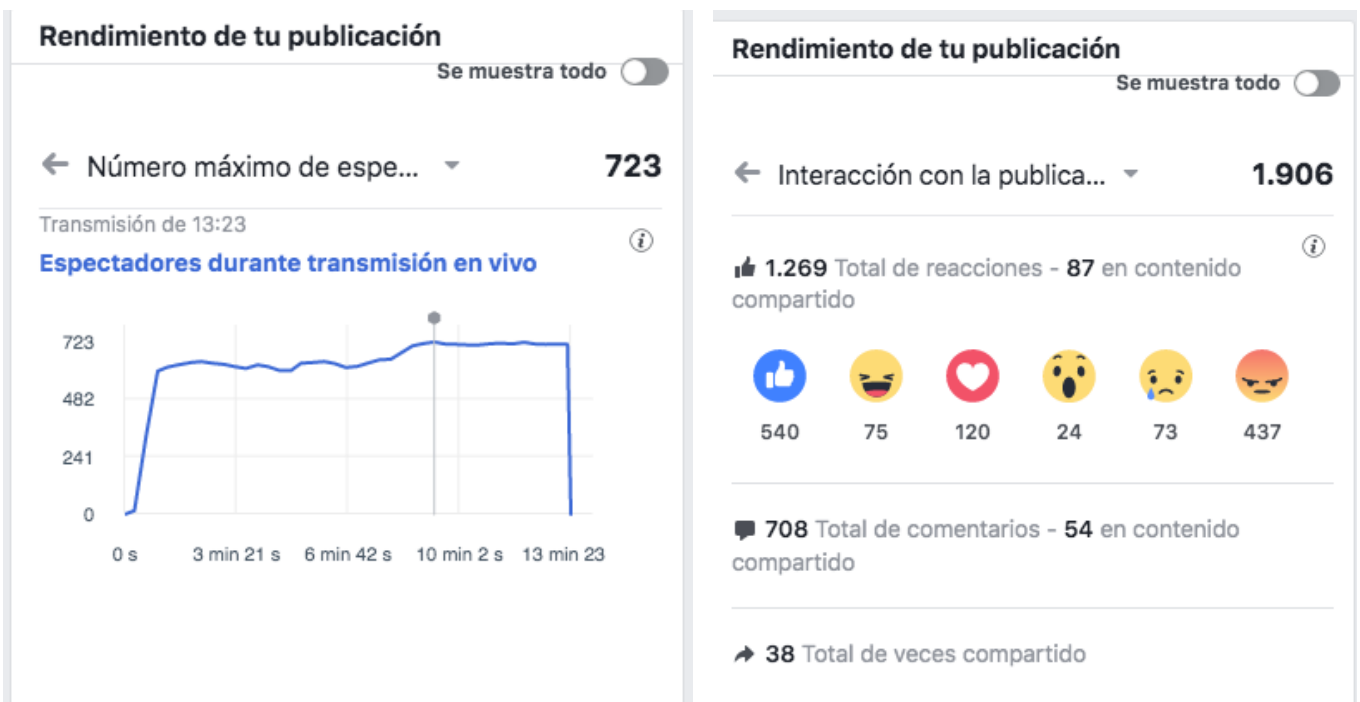 Rendimiento de tu publicación
Se muestra todo
Número máximo de espe... 723
Transmisión de 13:23
Espectadores durante transmisión en vivo
723
482
241
0
0 s 3 min 21 s 6 min 42 s 10 min 2 s 13 min 23
Rendimiento de tu publicación
Se muestra todo
Interacción con la publica... 1.906
1.269 Total de reacciones - 87 en contenido
compartido
540 75 120 24 73 437
708 Total de comentarios - 54 en contenido
compartido
38 Total de veces compartido